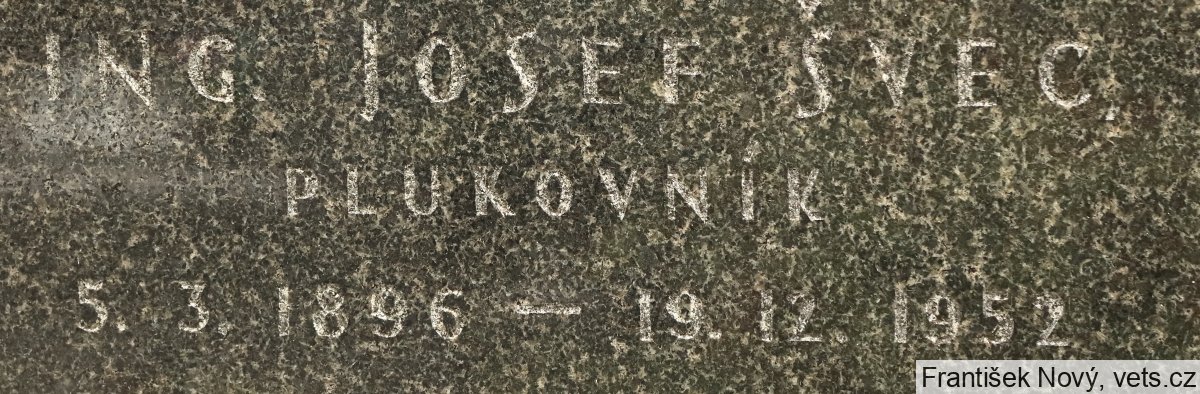 ING. JOSEF ŠVEC,
PLUKOVNÍK
5. 3. 1896 — 19. 12. 1952
František Nový, vets.cz